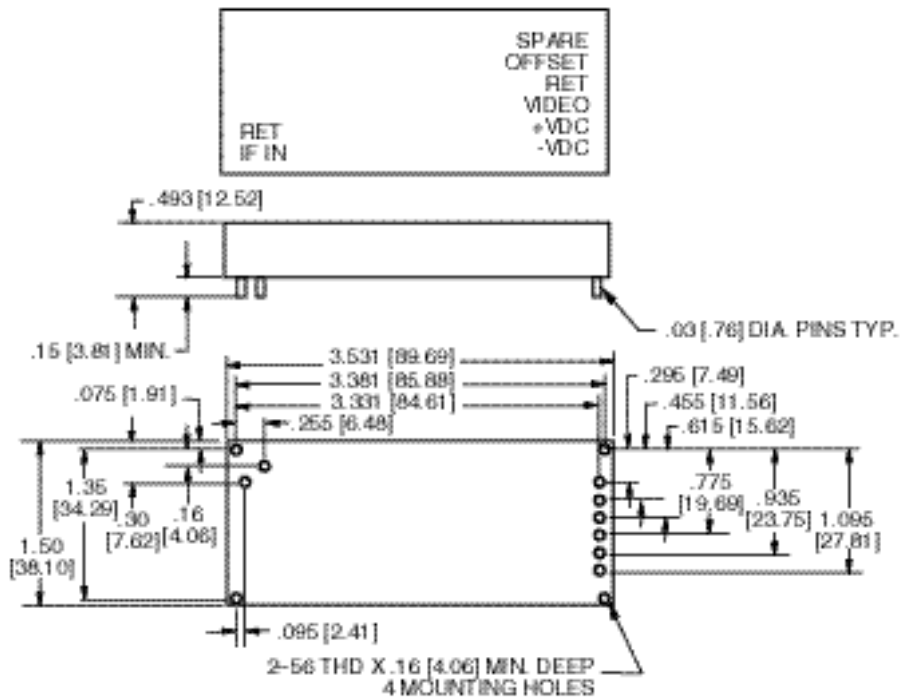 SPARE
OFFSET
RET
VIDEO
+VDC
-VDC
RET
IF IN
.493 [12.52]
.03 [.76] DIA. PINS TYP.
.15 [3.81] MIN.
3.531 [89.69]
3.381 [85.88]
3.331 [84.61]
.075 [1.91]
.255 [6.48]
.295 [7.49]
.455 [11.56]
.615 [15.62]
1.35
[34.29]
.30
[7.62]
.16
[4.06]
.775
[19.69]
.935
[23.75]
1.095
[27.81]
1.50
[38.10]
.095 [2.41]
2-56 THD X .16 [4.06] MIN. DEEP
4 MOUNTING HOLES